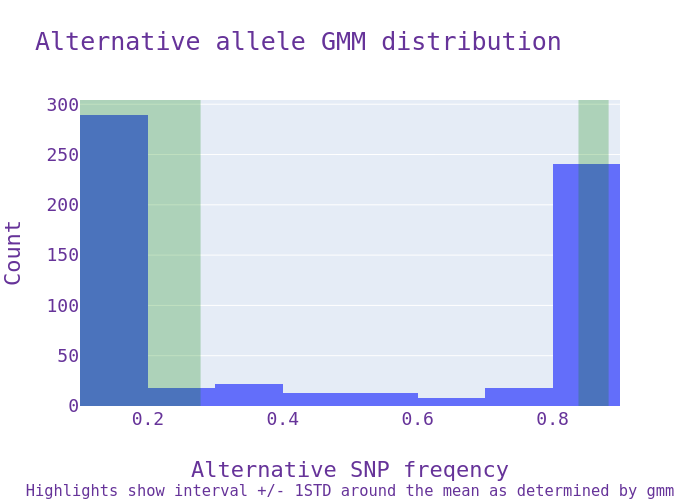 Alternative allele GMM distribution
300
250
200
150
100
50
0
Count
0.2 0.4 0.6 0.8
Alternative SNP freqency
Highlights show interval +/- 1STD around the mean as determined by gmm